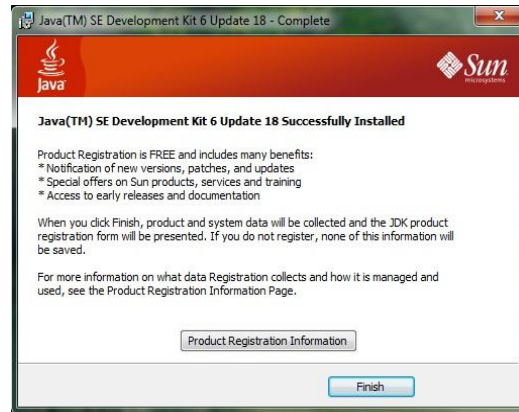 Java(TM) SE Development Kit 6 Update 18 - Complete
Java
Sun
microsystems
Java(TM) SE Development Kit 6 Update 18 Successfully Installed
Product Registration is FREE and includes many benefits:
* Notification of new versions, patches, and updates
* Special offers on Sun products, services and training
* Access to early releases and documentation
When you click Finish, product and system data will be collected and the JDK product
registration form will be presented. If you do not register, none of this information will
be saved.
For more information on what data Registration collects and how it is managed and
used, see the Product Registration Information Page.
Product Registration Information
Finish